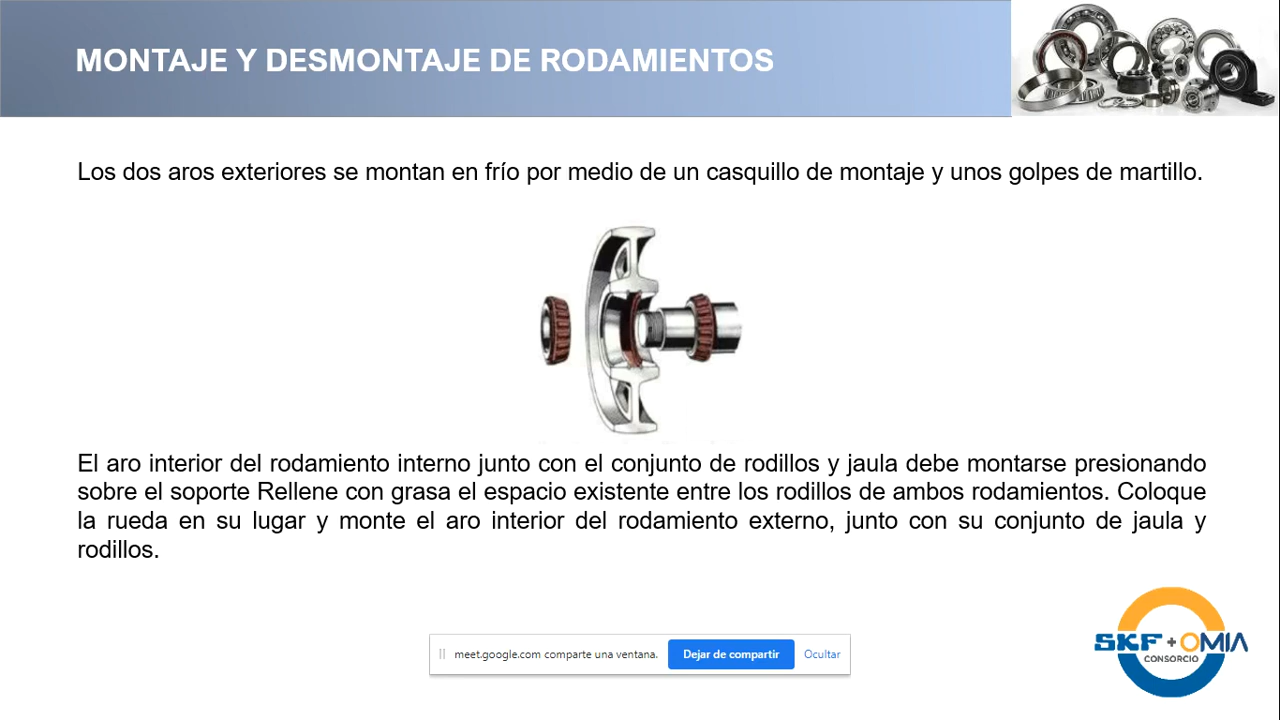 MONTAJE Y DESMONTAJE DE RODAMIENTOS
Los dos aros exteriores se montan en frío por medio de un casquillo de montaje y unos golpes de martillo.
El aro interior del rodamiento interno junto con el conjunto de rodillos y jaula debe montarse presionando
sobre el soporte Rellene con grasa el espacio existente entre los rodillos de ambos rodamientos. Coloque
la rueda en su lugar y monte el aro interior del rodamiento externo, junto con su conjunto de jaula y
rodillos.
meet.google.com comparte una ventana. Dejar de compartir Ocultar
SKF + OMIA
CONSORCIO